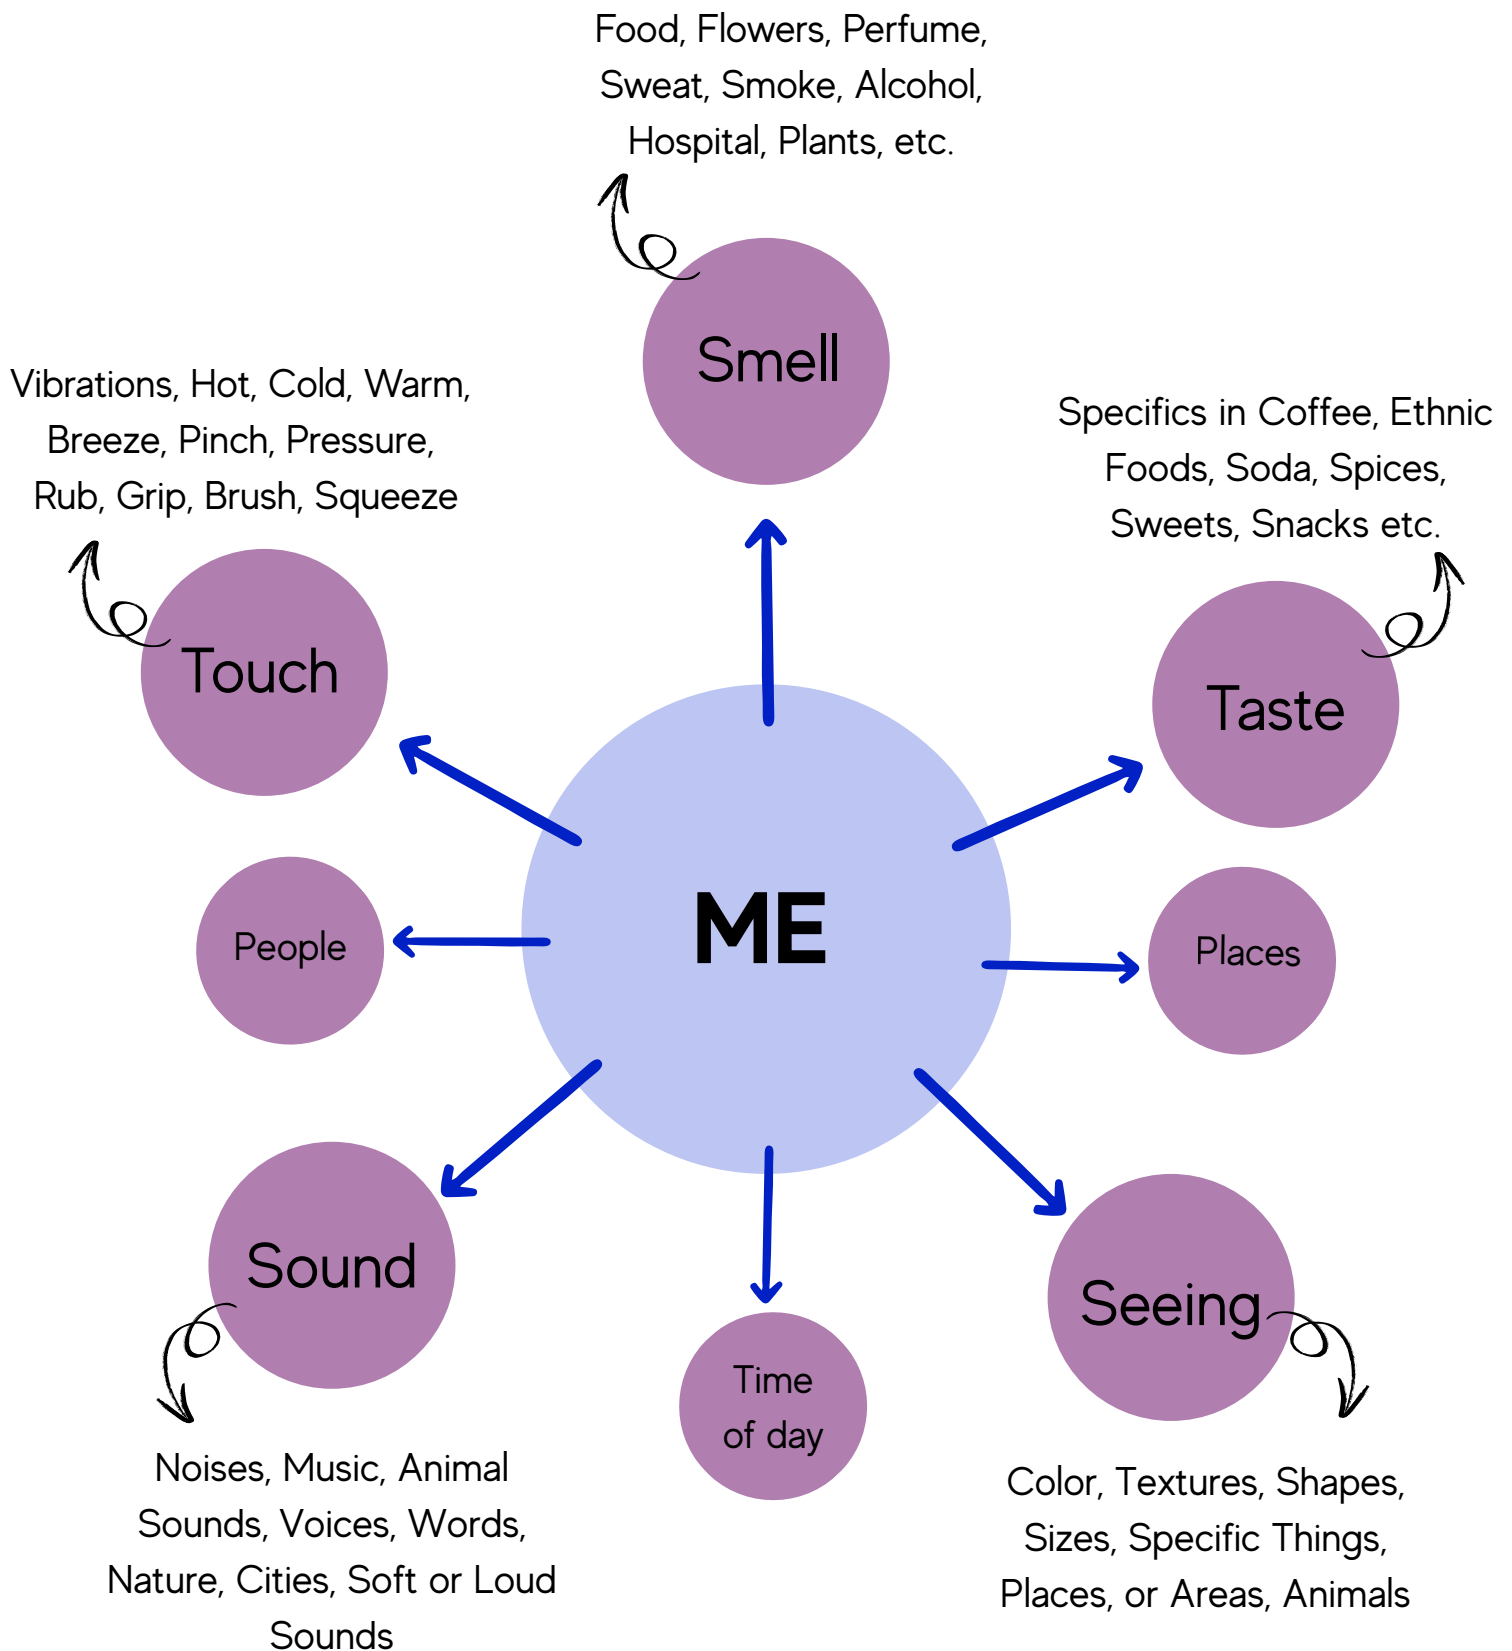 Food, Flowers, Perfume,
Sweat, Smoke, Alcohol,
Hospital, Plants, etc.
Smell
Vibrations, Hot, Cold, Warm,
Breeze, Pinch, Pressure,
Rub, Grip, Brush, Squeeze
Touch
Specifics in Coffee, Ethnic
Foods, Soda, Spices,
Sweets, Snacks etc.
Taste
ME
People
Places
Sound
Noises, Music, Animal
Sounds, Voices, Words,
Nature, Cities, Soft or Loud
Sounds
Time
of day
Seeing
Color, Textures, Shapes,
Sizes, Specific Things,
Places, or Areas, Animals